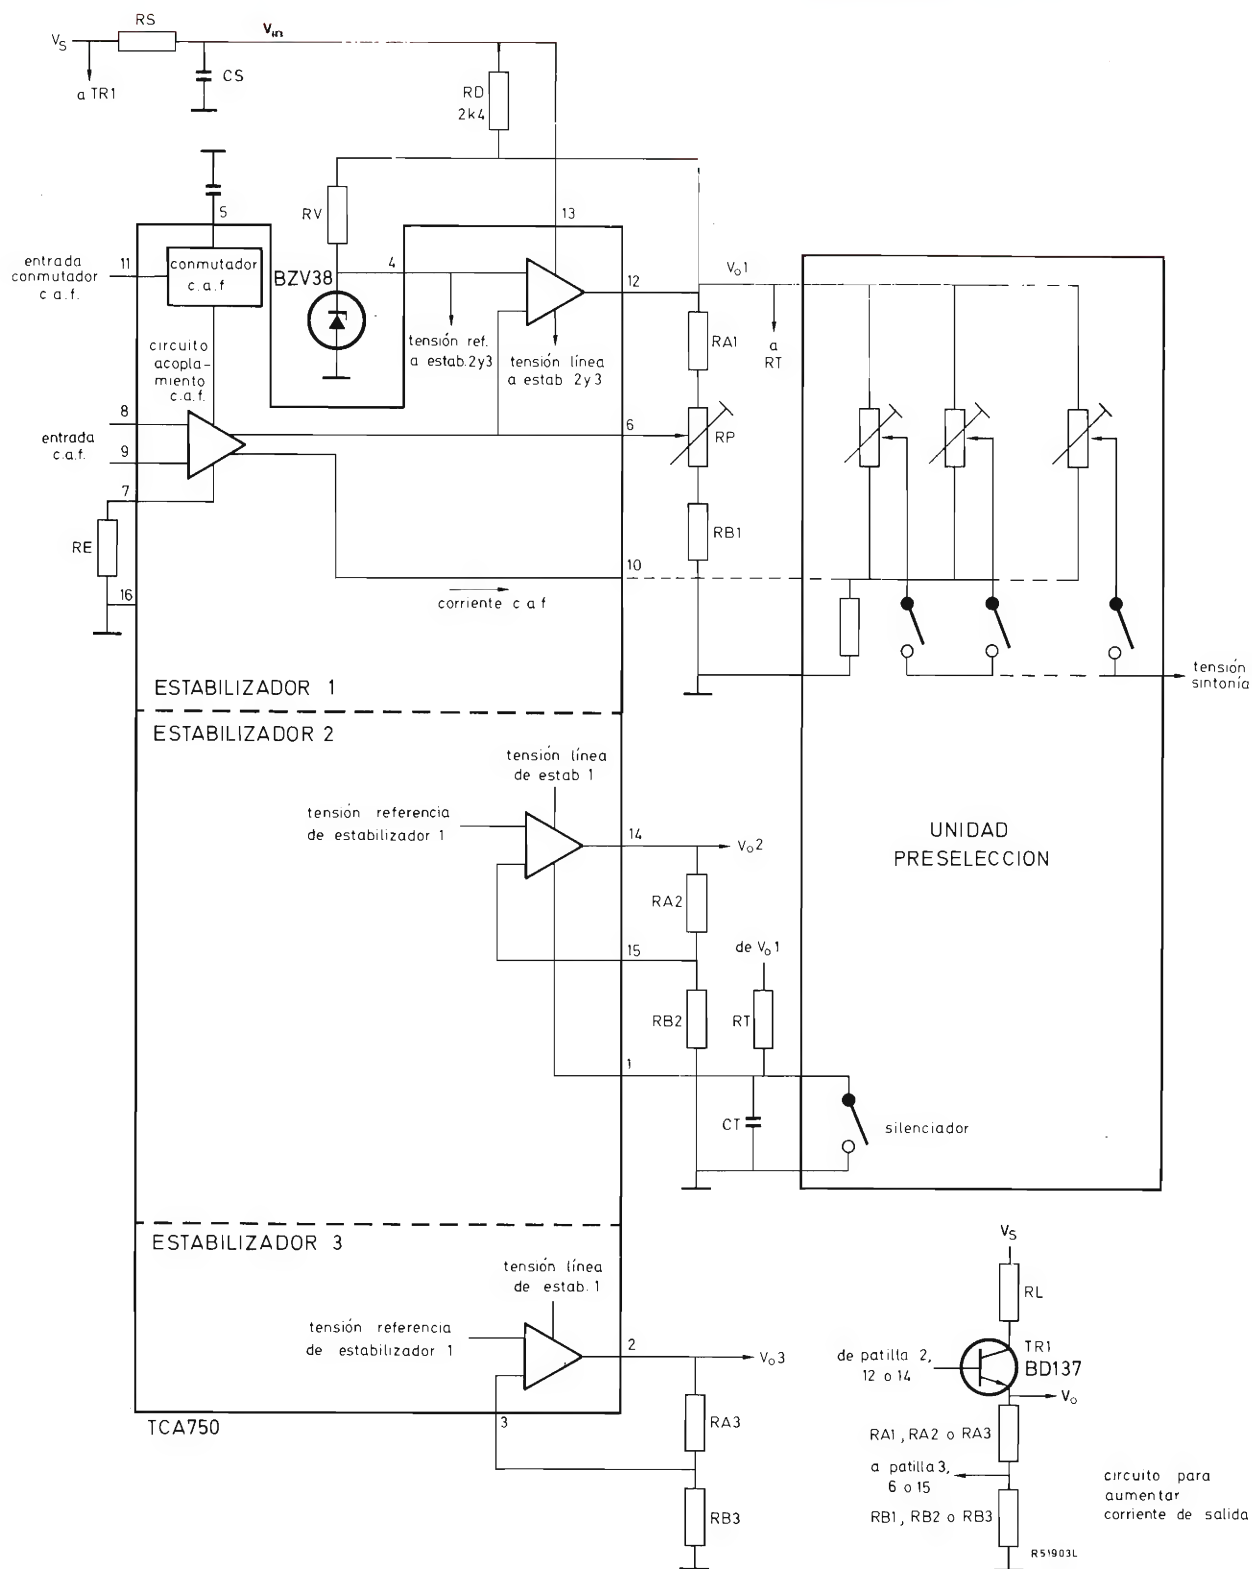 RS
V_S
V_in
a TR1
CS
RD
2k4
5
RV
13
entrada
conmutador
c a.f.
11
conmutador
c.a.f
BZV38
4
12
V_o1
tensión ref.
a estab.2y3
tensión línea
a estab 2y3
RA1
a
RT
circuito
acopla-
miento
c.a.f.
8
entrada
c.a.f.
9
6
RP
7
RE
RB1
10
16
corriente c a f
tensión
sintonía
ESTABILIZADOR 1
ESTABILIZADOR 2
tensión línea
de estab 1
tensión referencia
de estabilizador 1
14
V_o2
UNIDAD
PRESELECCION
RA2
15
de V_o1
RB2
RT
1
CT
silenciador
ESTABILIZADOR 3
tensión línea
de estab. 1
tensión referencia
de estabilizador 1
2
V_o3
3
RA3
RB3
TCA750
V_S
RL
TR1
BD137
de patilla 2,
12 o 14
V_o
RA1, RA2 o RA3
a patilla 3,
6 o 15
RB1, RB2 o RB3
circuito para
aumentar
corriente de salida
R51903L